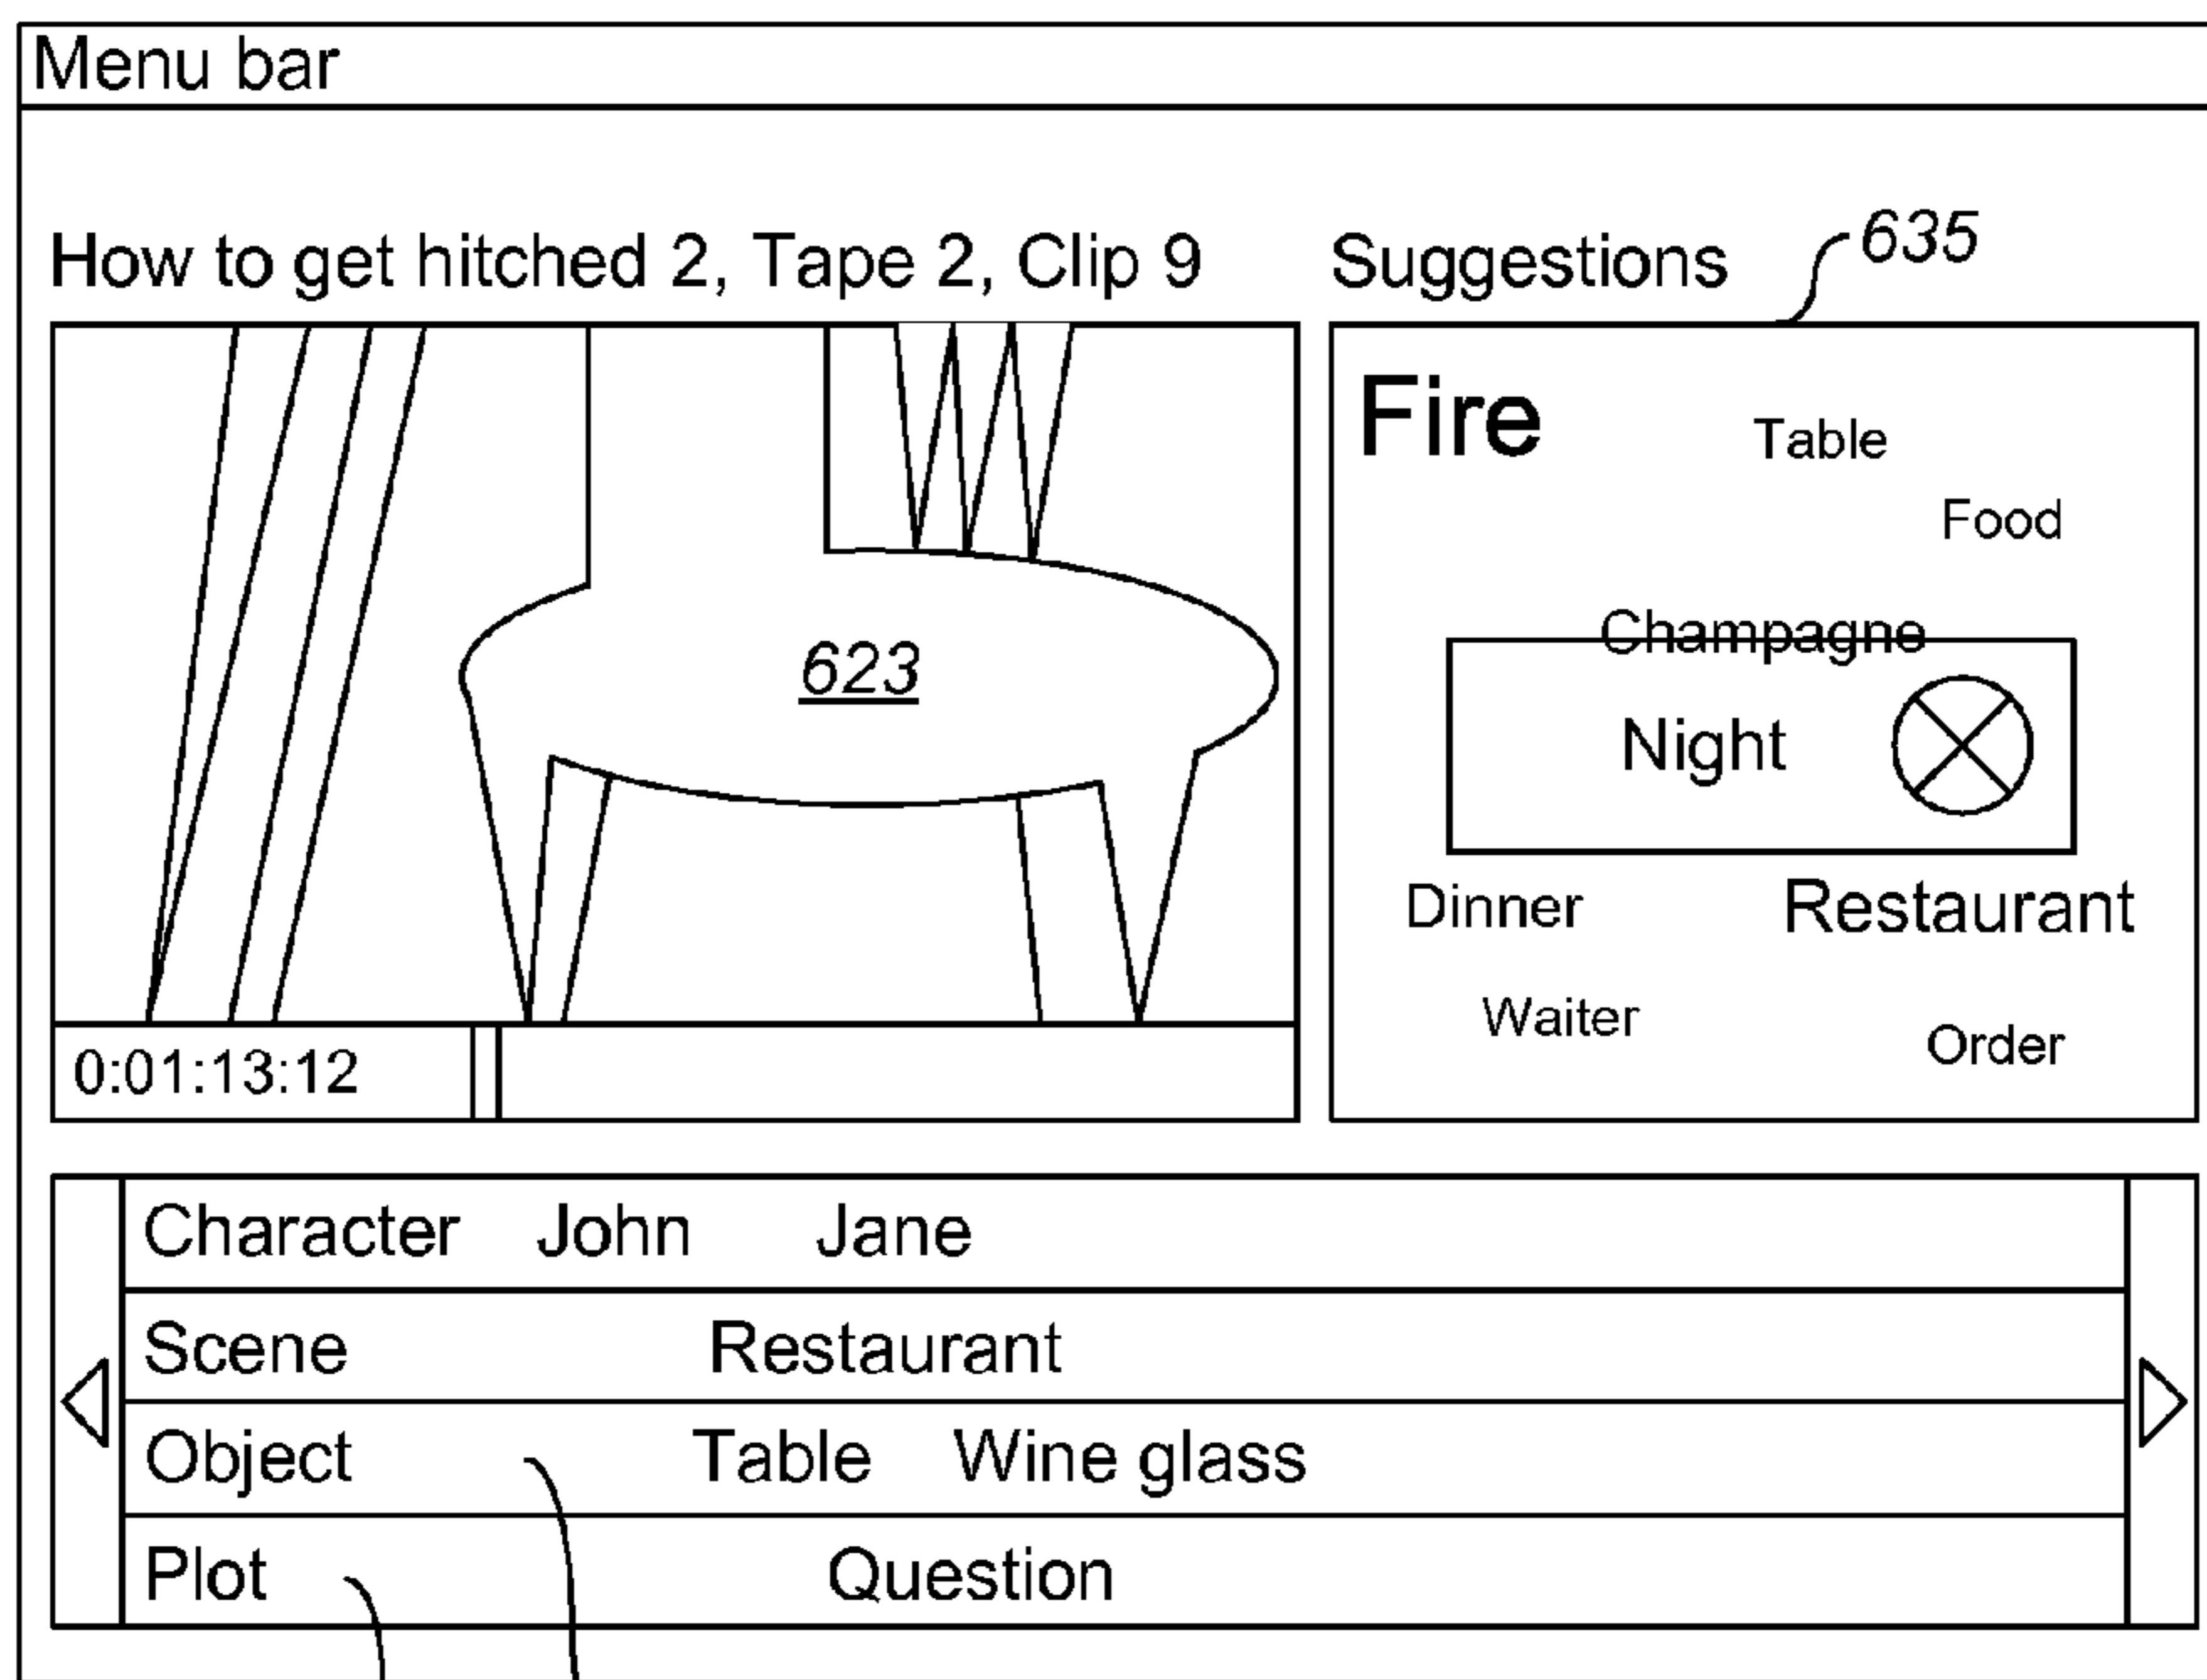 Menu bar
How to get hitched 2, Tape 2, Clip 9
Suggestions
635
Fire
Table
Food
Champagne
623
Night
Dinner
Restaurant
Waiter
Order
0:01:13:12
Character John Jane
Scene Restaurant
Object Table Wine glass
Plot Question